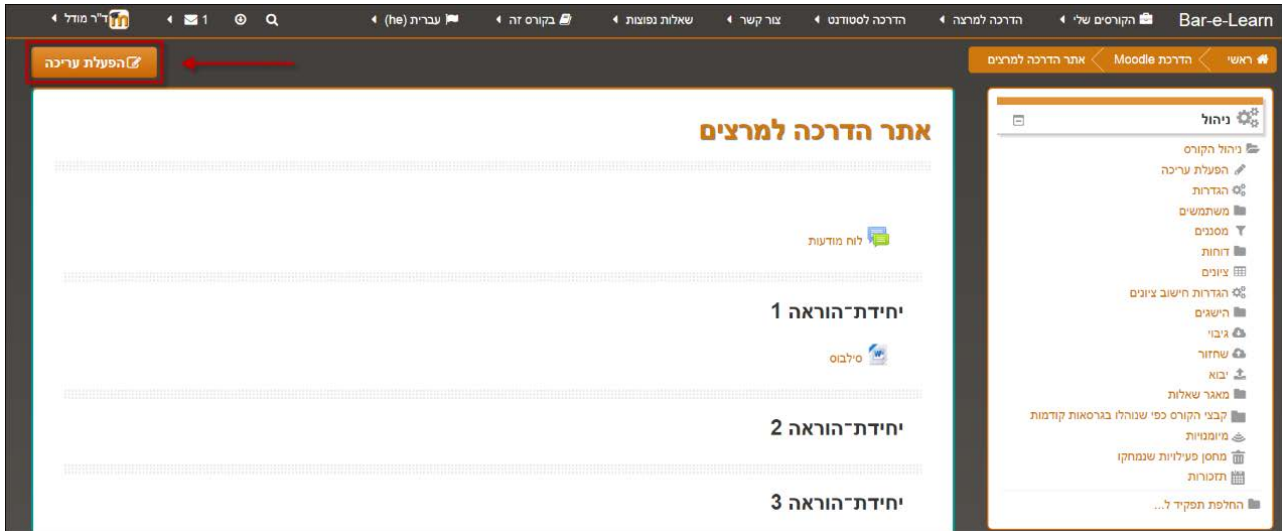 Bar-e-Learn הקורסים שלי הדרכה למרצה הדרכה לסטודנט צור קשר שאלות נפוצות בקורס זה עברית (he) 1 ד"ר מודל
ראשי הדרכת Moodle אתר הדרכה למרצים
הפעלת עריכה
ניהול
ניהול הקורס
הפעלת עריכה
הגדרות
משתמשים
מסננים
דוחות
ציונים
הגדרות חישוב ציונים
הישגים
גיבוי
שחזור
יבוא
מאגר שאלות
קבצי הקורס כפי שנוהלו בגרסאות קודמות
מיומנויות
מחסן פעילויות שנמחקו
תזכורות
החלפת תפקיד ל...
אתר הדרכה למרצים
לוח מודעות
יחידת־הוראה 1
סילבוס
יחידת־הוראה 2
יחידת־הוראה 3